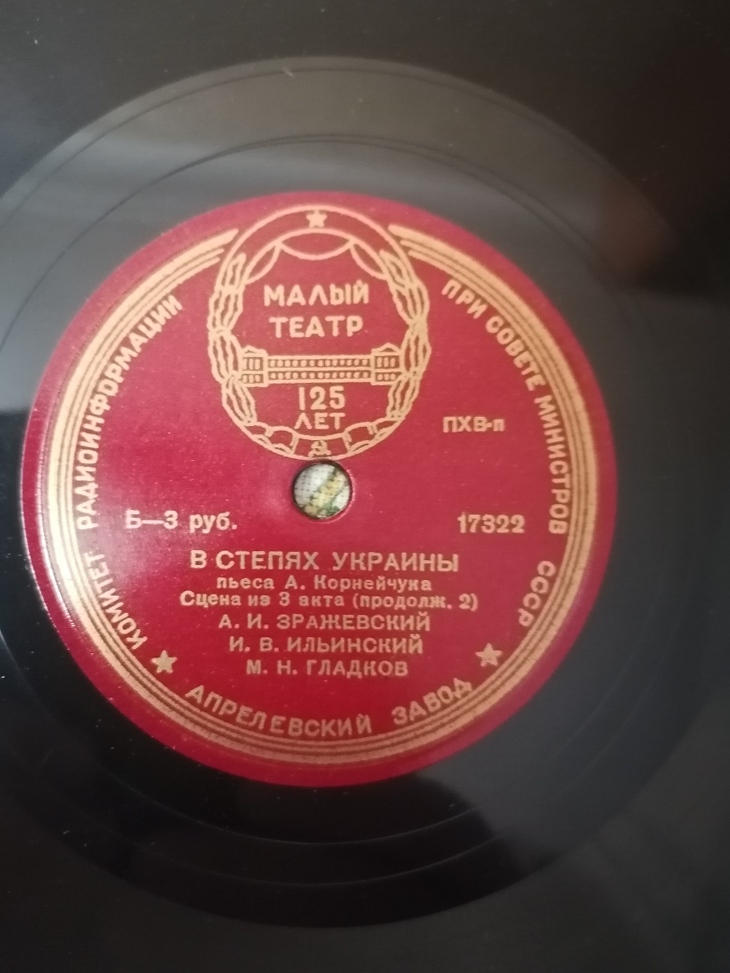 МАЛЫЙ
ТЕАТР
125
ЛЕТ
КОМИТЕТ РАДИОИНФОРМАЦИИ ПРИ СОВЕТЕ МИНИСТРОВ СССР
ПХВ-п
Б—3 руб.
17322
В СТЕПЯХ УКРАИНЫ
пьеса А. Корнейчука
Сцена из 3 акта (продолж. 2)
А. И. ЗРАЖЕВСКИЙ
И. В. ИЛЬИНСКИЙ
М. Н. ГЛАДКОВ
АПРЕЛЕВСКИЙ ЗАВОД